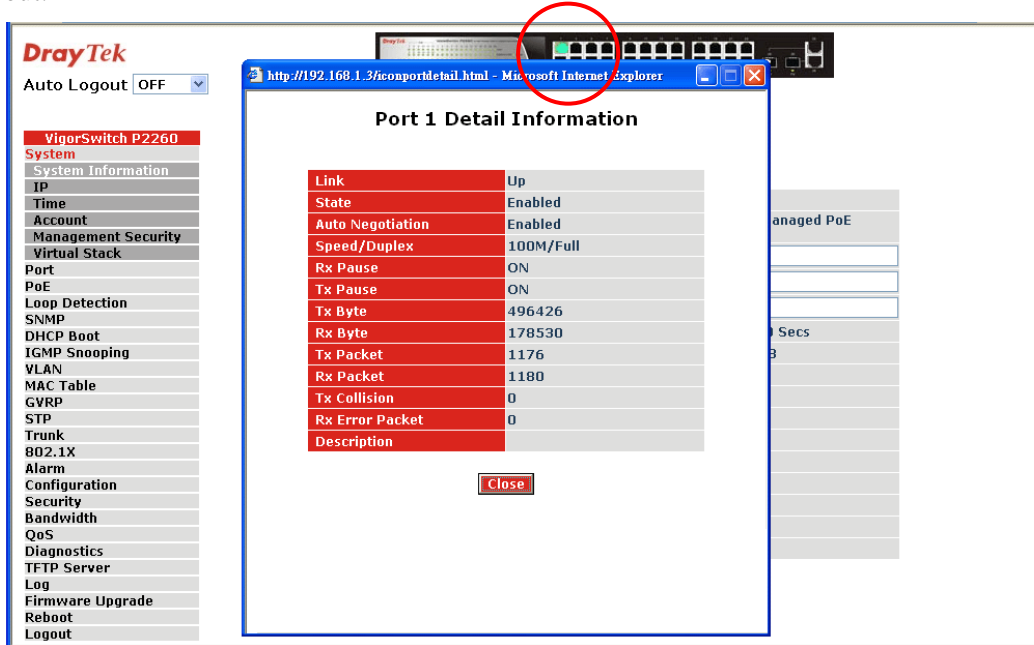 DrayTek
Auto Logout OFF
http://192.168.1.3/iconportdetail.html - Microsoft Internet Explorer
Port 1 Detail Information
Link Up
State Enabled
Auto Negotiation Enabled
Speed/Duplex 100M/Full
Rx Pause ON
Tx Pause ON
Tx Byte 496426
Rx Byte 178530
Tx Packet 1176
Rx Packet 1180
Tx Collision 0
Rx Error Packet 0
Description
Close
VigorSwitch P2260
System
System Information
IP
Time
Account
Management Security
Virtual Stack
Port
PoE
Loop Detection
SNMP
DHCP Boot
IGMP Snooping
VLAN
MAC Table
GVRP
STP
Trunk
802.1X
Alarm
Configuration
Security
Bandwidth
QoS
Diagnostics
TFTP Server
Log
Firmware Upgrade
Reboot
Logout
anaged PoE
Secs